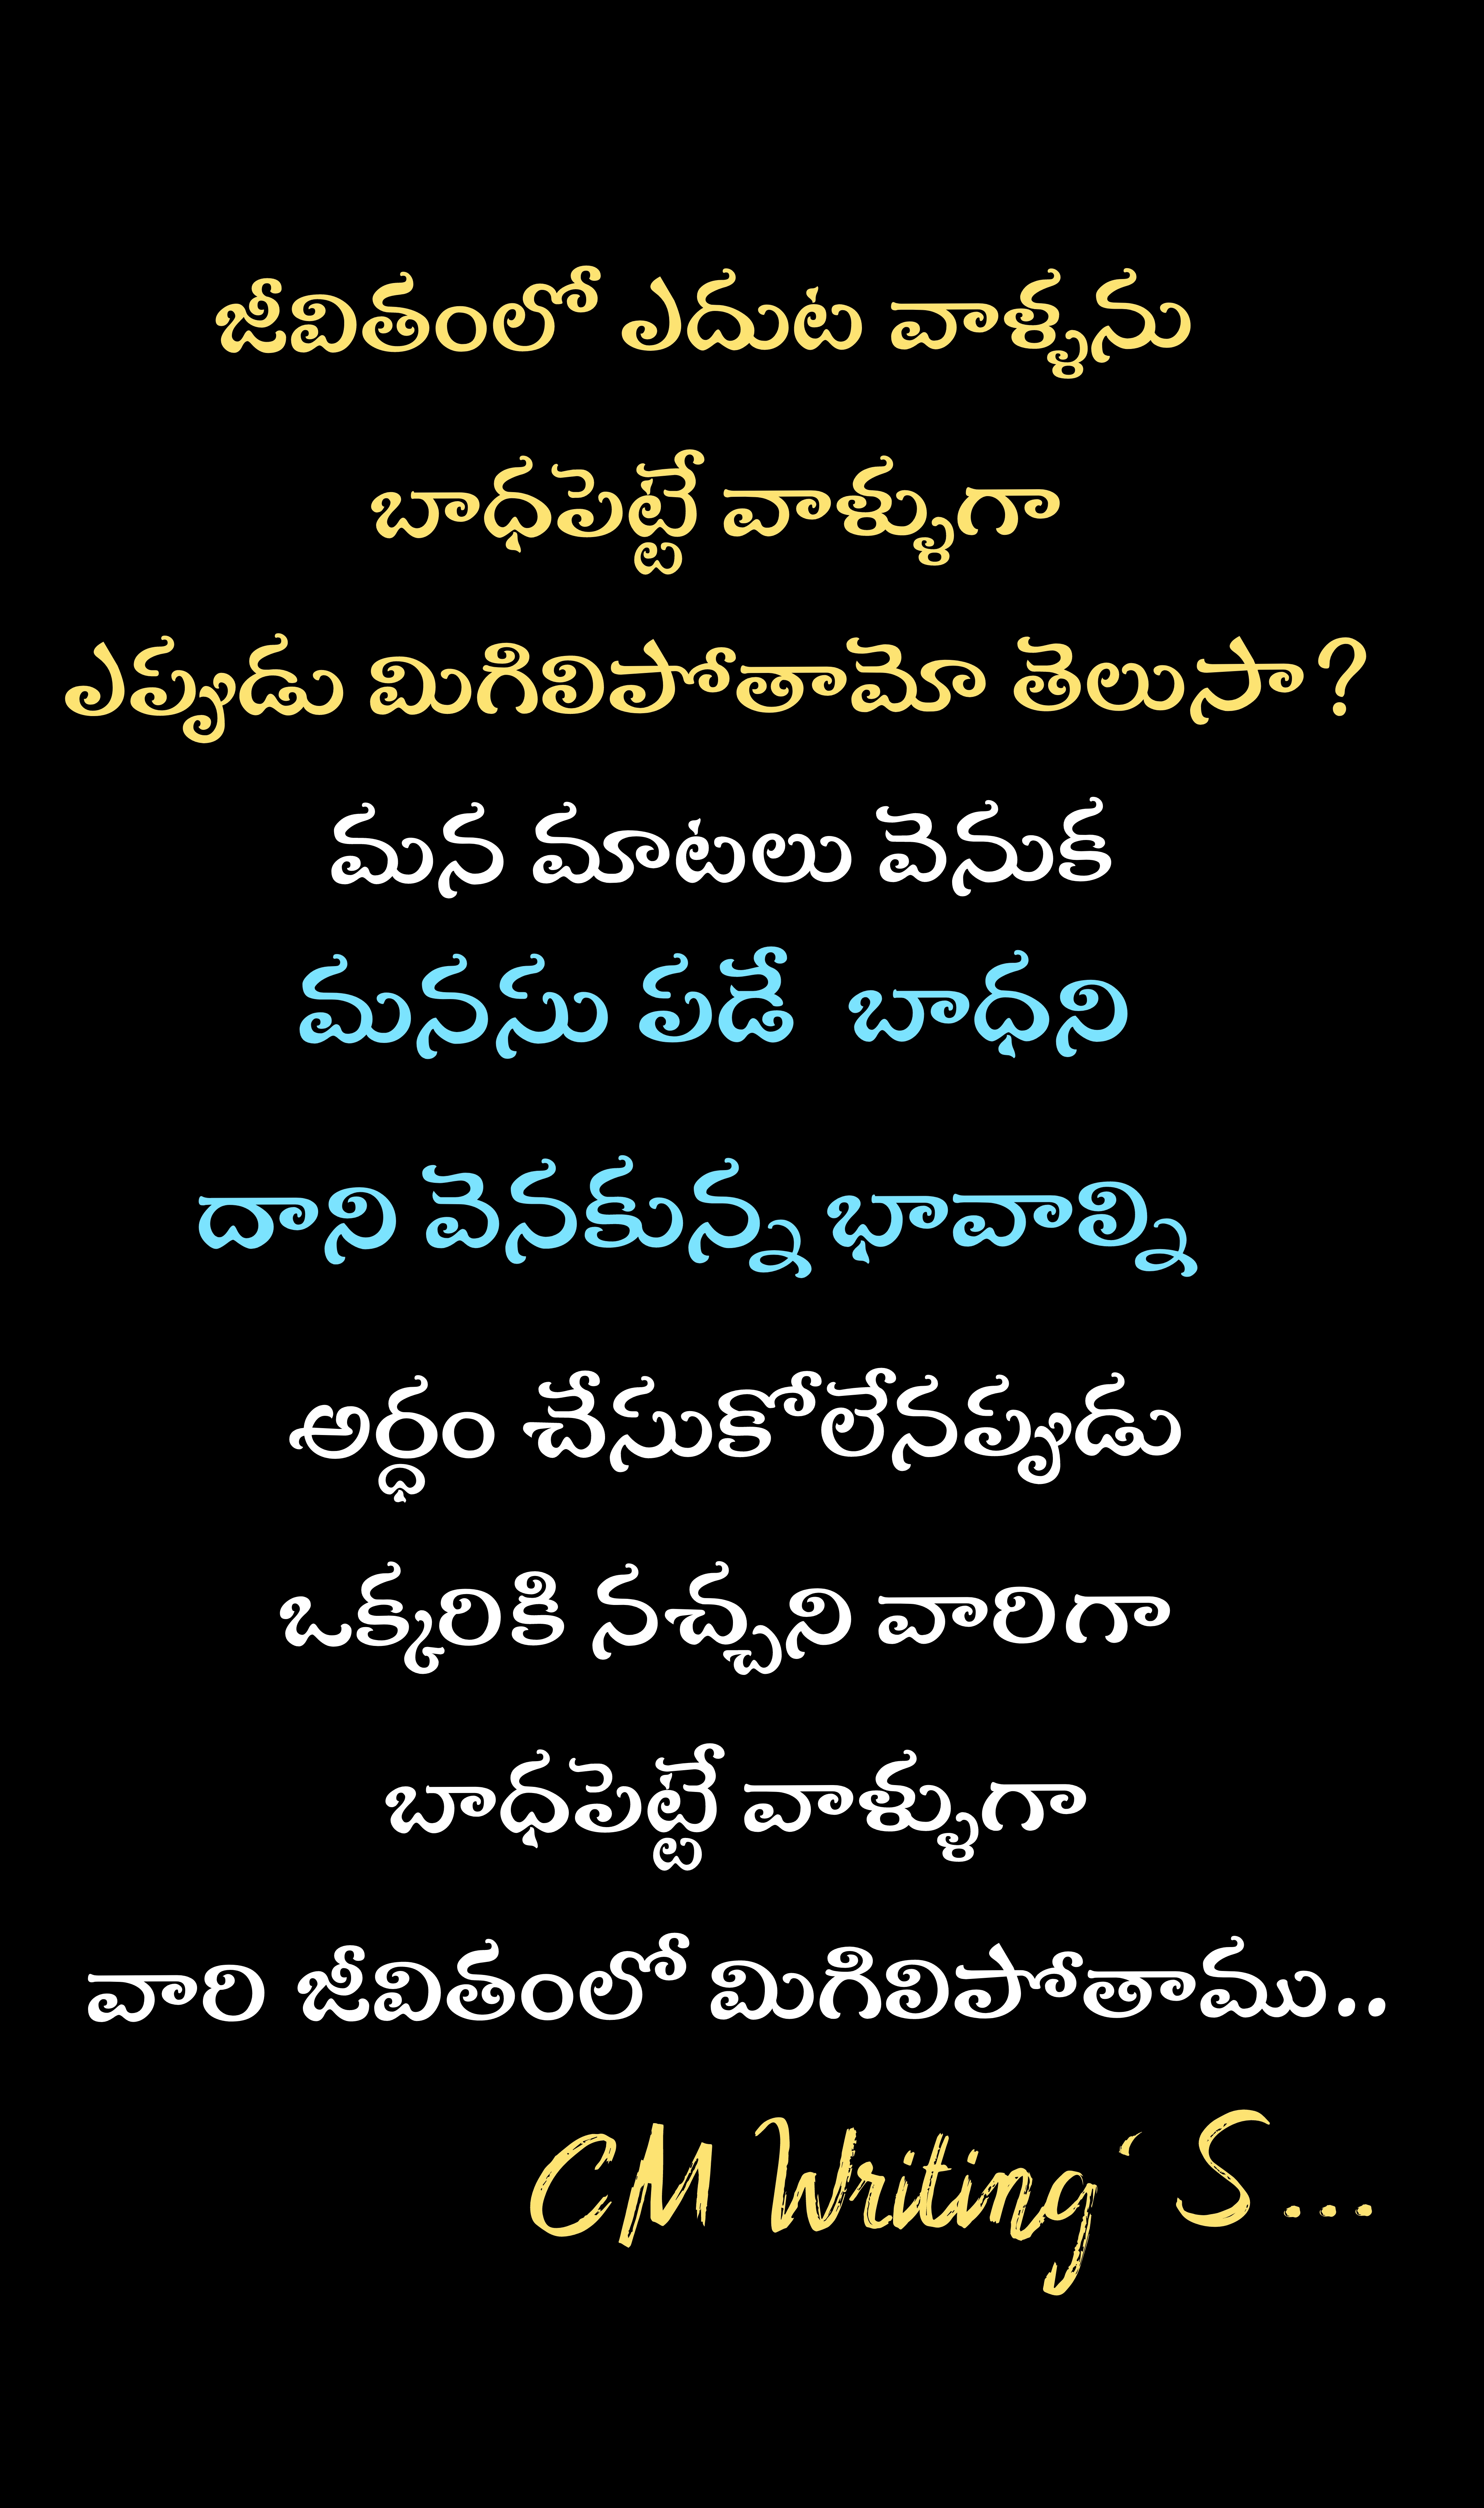 జీవితంలో ఎదుట వాళ్ళను
బాధపెట్టే వాళ్ళుగా
ఎప్పుడు మిగిలిపోతామో తెలుసా?
మన మాటలు వెనుక
మనసు పడే బాధని
దాని వెనకున్న భావాన్ని
అర్ధం చేసుకోలేనప్పుడు
ఒక్కరికి నచ్చని వారిగా
బాధపెట్టే వాళ్ళుగా
వారి జీవితంలో మిగిలిపోతాము..
CM Writing' S...